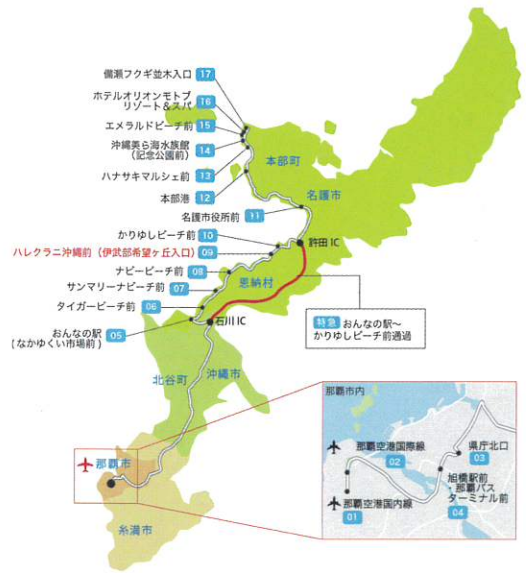 備瀬フクギ並木入口 17
ホテルオリオンモトブ
リゾート&スパ 16
エメラルドビーチ前 15
沖縄美ら海水族館
(記念公園前) 14
ハナサキマルシェ前 13
本部港 12
名護市役所前 11
かりゆしビーチ前 10
ハレクラニ沖縄前(伊武部希望ヶ丘入口) 09
ナビービーチ前 08
サンマリーナビーチ前 07
タイガービーチ前 06
おんなの駅
(なかゆくい市場前) 05
本部町
名護市
許田IC
恩納村
石川IC
特急 おんなの駅～
かりゆしビーチ前通過
北谷町
沖縄市
那覇市
糸満市
那覇市内
那覇空港国際線
02
県庁北口
03
那覇空港国内線
01
旭橋駅前
・那覇バス
ターミナル前
04